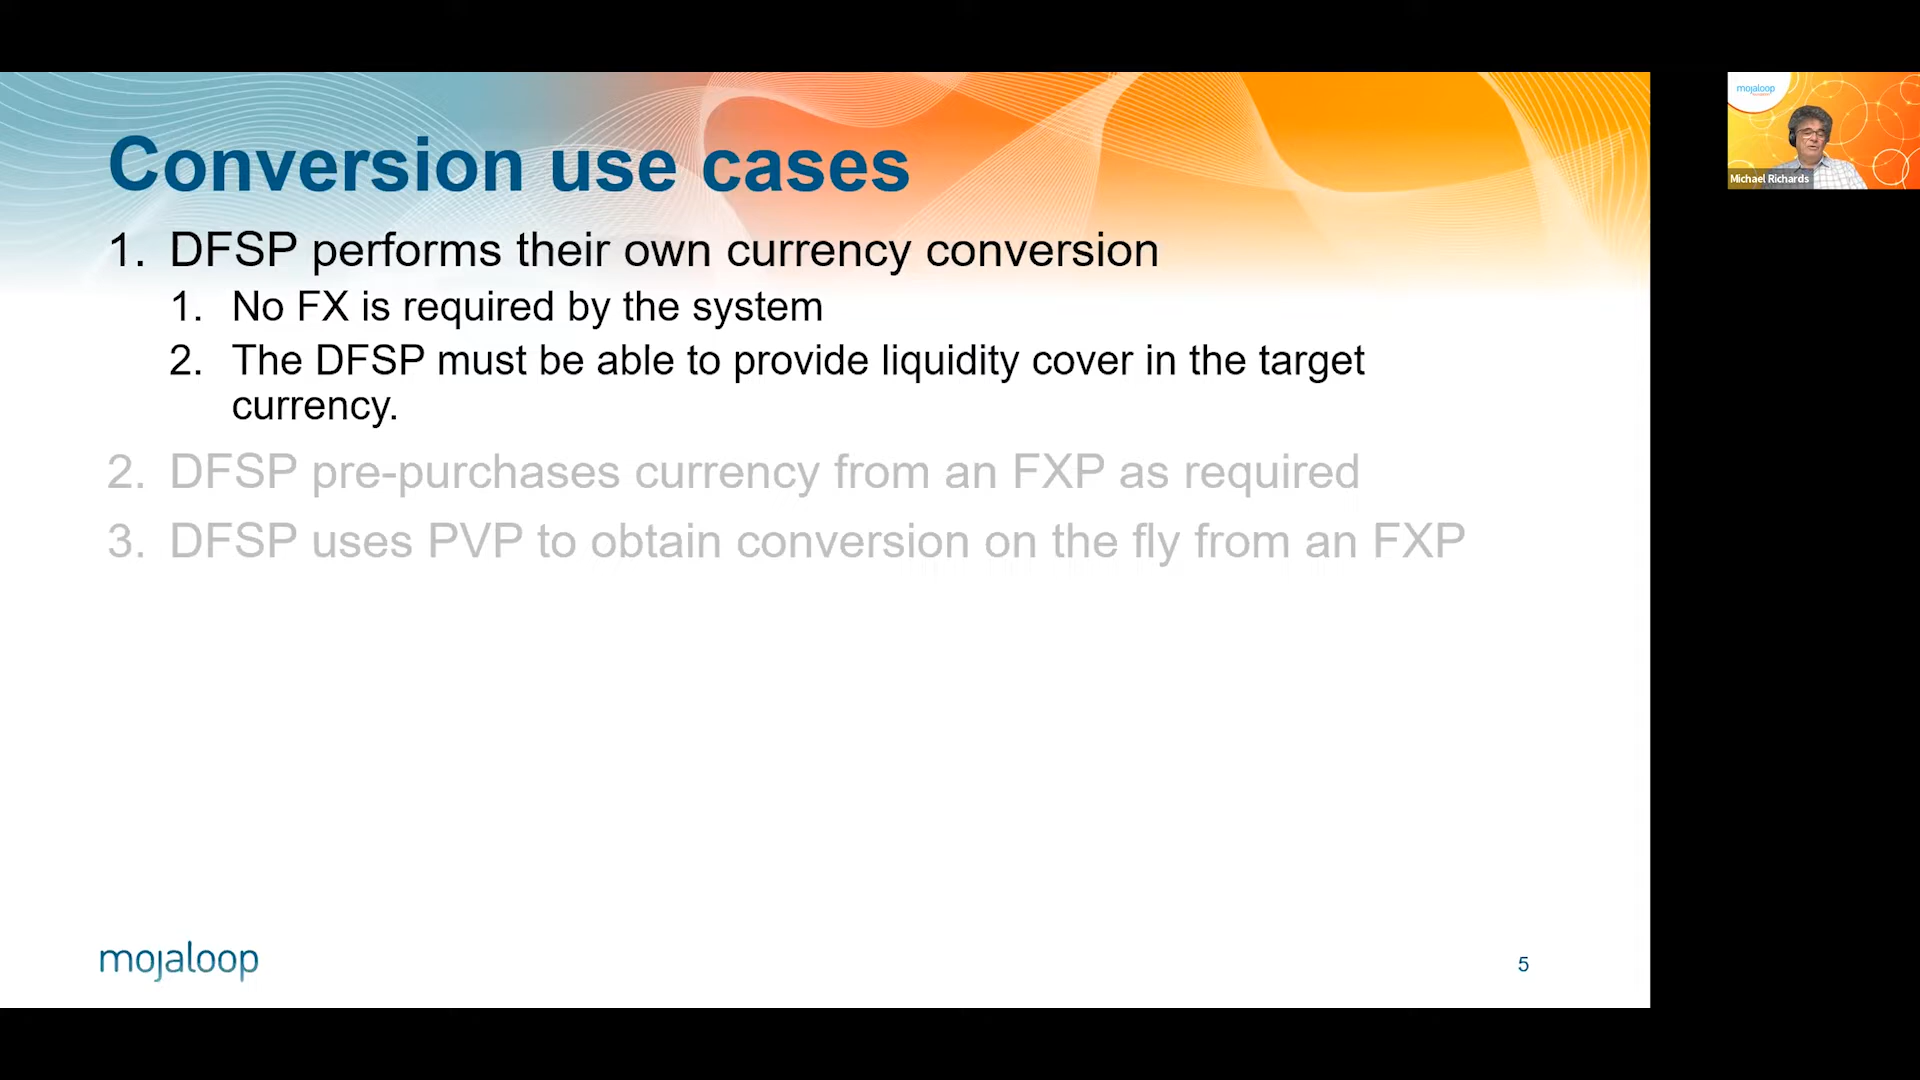 Conversion use cases
1. DFSP performs their own currency conversion
1. No FX is required by the system
2. The DFSP must be able to provide liquidity cover in the target
currency.
2. DFSP pre-purchases currency from an FXP as required
3. DFSP uses PVP to obtain conversion on the fly from an FXP
mojaloop
5
mojaloop
Michael Richards